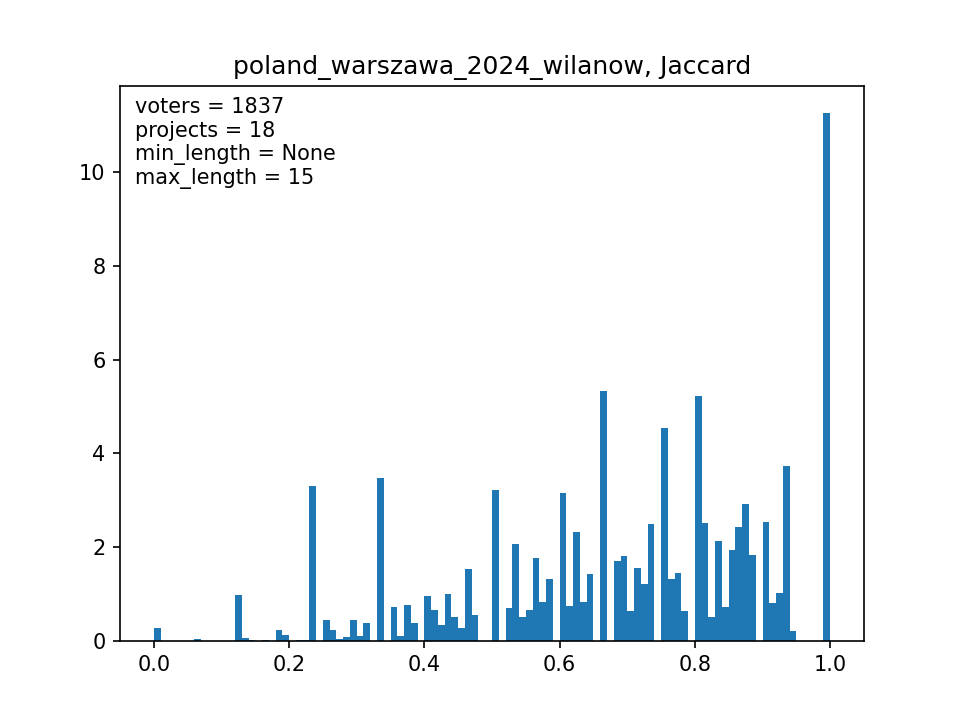 poland_warszawa_2024_wilanow, Jaccard
voters = 1837
projects = 18
min_length = None
max_length = 15
10
8
6
4
2
0
0.0 0.2 0.4 0.6 0.8 1.0